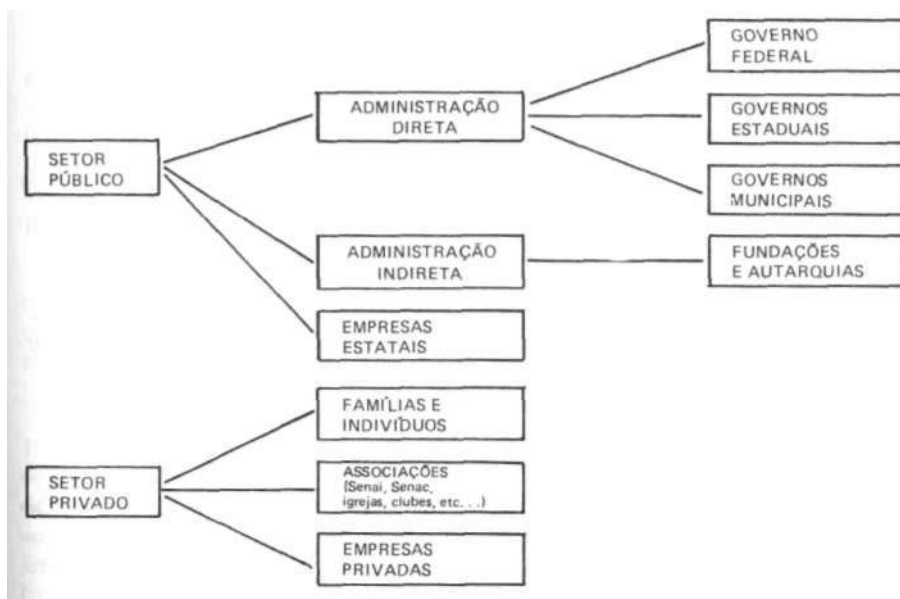 SETOR
PÚBLICO
ADMINISTRAÇÃO
DIRETA
GOVERNO
FEDERAL
GOVERNOS
ESTADUAIS
GOVERNOS
MUNICIPAIS
ADMINISTRAÇÃO
INDIRETA
FUNDAÇÕES
E AUTARQUIAS
EMPRESAS
ESTATAIS
SETOR
PRIVADO
FAMÍLIAS E
INDIVÍDUOS
ASSOCIAÇÕES
(Senai, Senac,
igrejas, clubes, etc. . .)
EMPRESAS
PRIVADAS